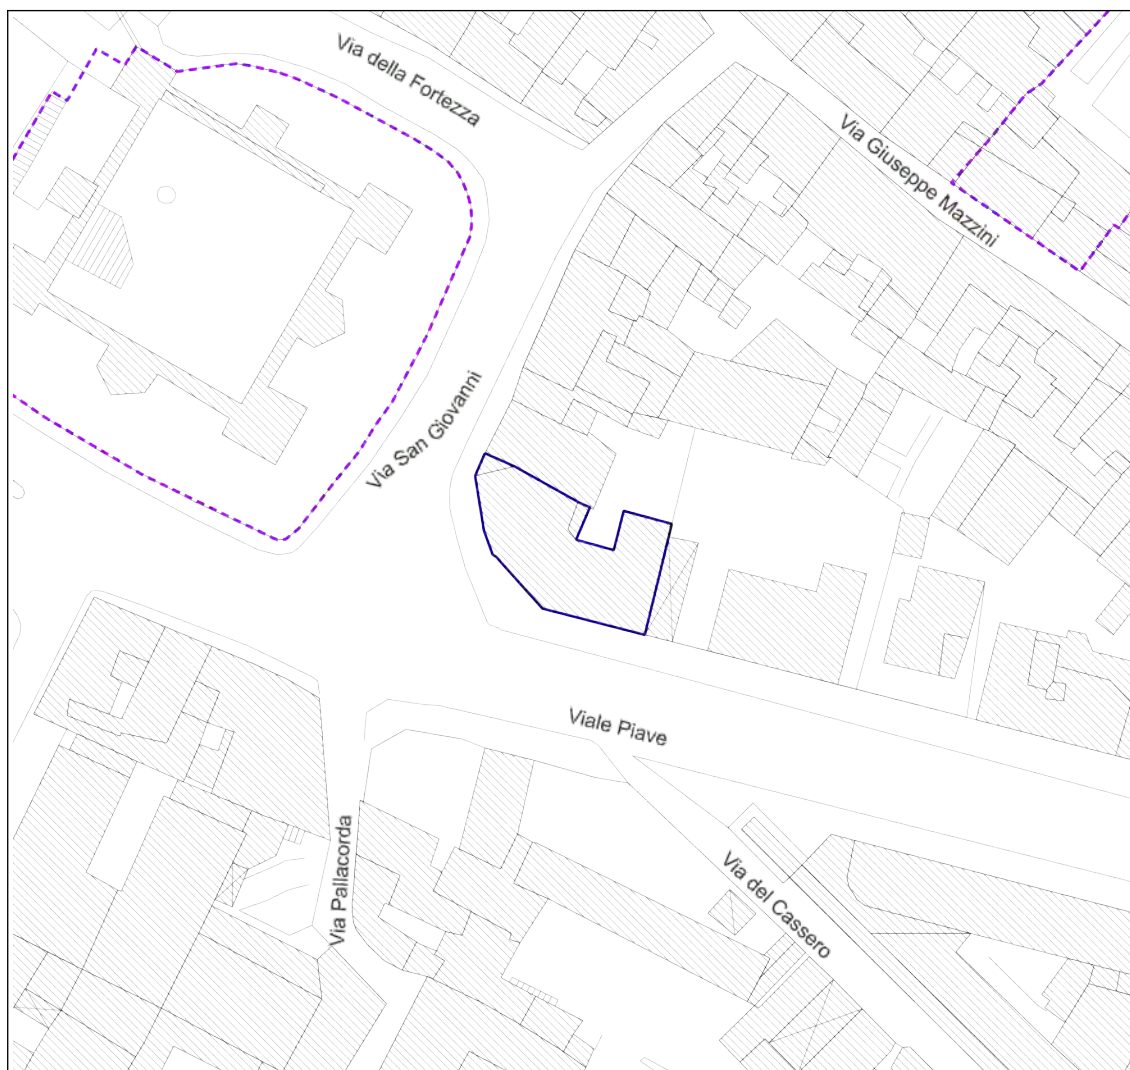 Via della Fortezza
Via Giuseppe Mazzini
Via San Giovanni
Viale Piave
Via Pallacorda
Via del Cassero